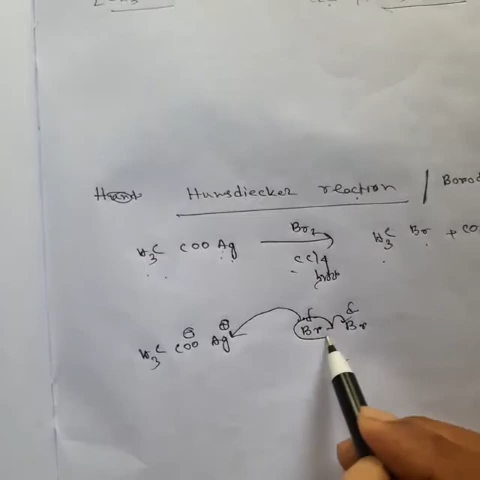 Hunsdiecker reaction / Borod
H3C COO Ag Br2 H3C Br + CO
CCl4
δ δ
⊖ ⊕ Br Br
H3C COO Ag